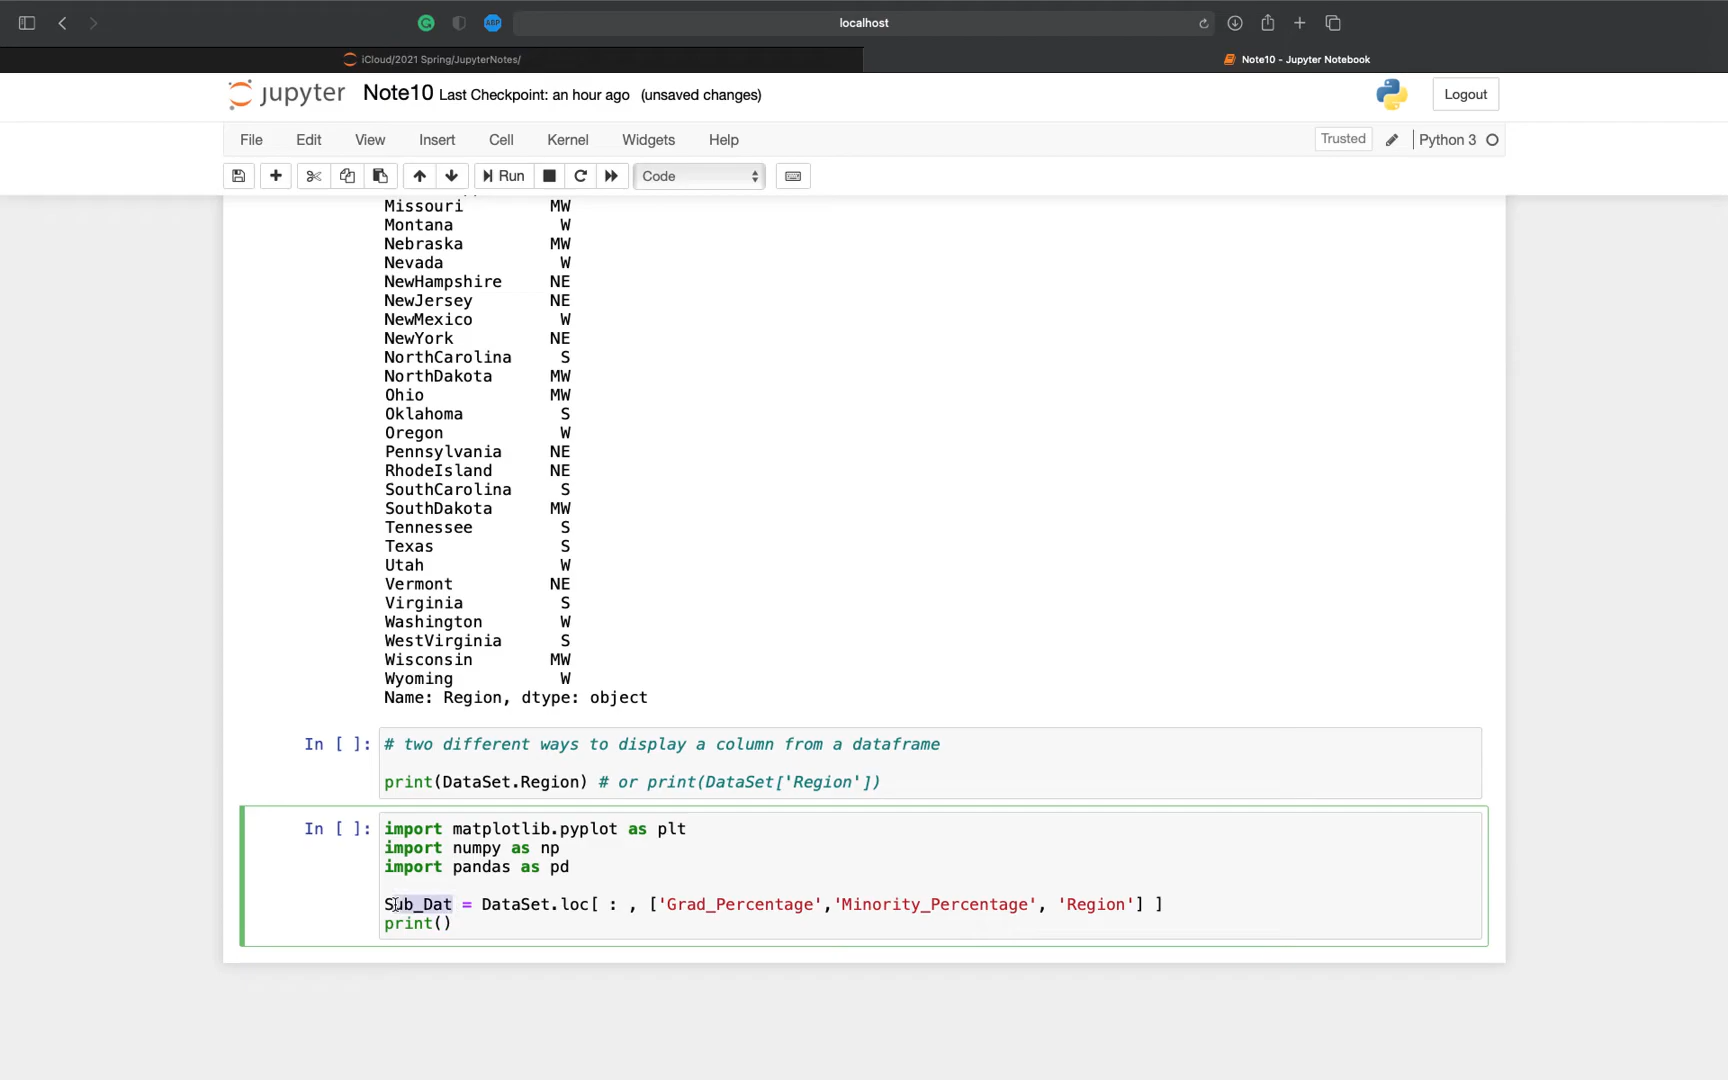 localhost
iCloud/2021 Spring/JupyterNotes/
Note10 - Jupyter Notebook
jupyter Note10 Last Checkpoint: an hour ago (unsaved changes)
Logout
File Edit View Insert Cell Kernel Widgets Help
Trusted Python 3
Run Code
Missouri MW
Montana W
Nebraska MW
Nevada W
NewHampshire NE
NewJersey NE
NewMexico W
NewYork NE
NorthCarolina S
NorthDakota MW
Ohio MW
Oklahoma S
Oregon W
Pennsylvania NE
RhodeIsland NE
SouthCarolina S
SouthDakota MW
Tennessee S
Texas S
Utah W
Vermont NE
Virginia S
Washington W
WestVirginia S
Wisconsin MW
Wyoming W
Name: Region, dtype: object
In [ ]: # two different ways to display a column from a dataframe
print(DataSet.Region) # or print(DataSet['Region'])
In [ ]: import matplotlib.pyplot as plt
import numpy as np
import pandas as pd
Sub_Dat = DataSet.loc[ : , ['Grad_Percentage','Minority_Percentage', 'Region'] ]
print()